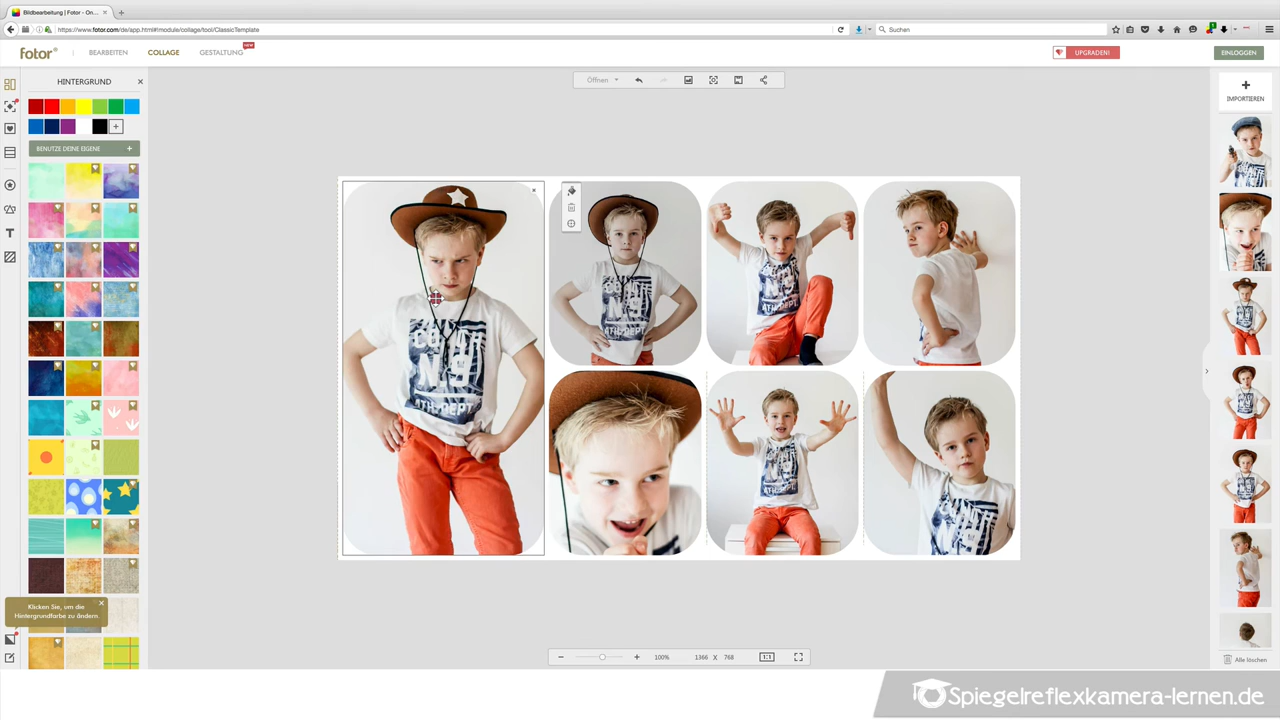 Bildbearbeitung | Fotor - On...
https://www.fotor.com/de/app.html#!module/collage/tool/ClassicTemplate
Suchen
fotor
BEARBEITEN
COLLAGE
GESTALTUNG
NEW
UPGRADEN!
EINLOGGEN
HINTERGRUND
Öffnen
IMPORTIEREN
BENUTZE DEINE EIGENE
Klicken Sie, um die
Hintergrundfarbe zu ändern.
100%
1366 X 768
1:1
Alle löschen
Spiegelreflexkamera-lernen.de